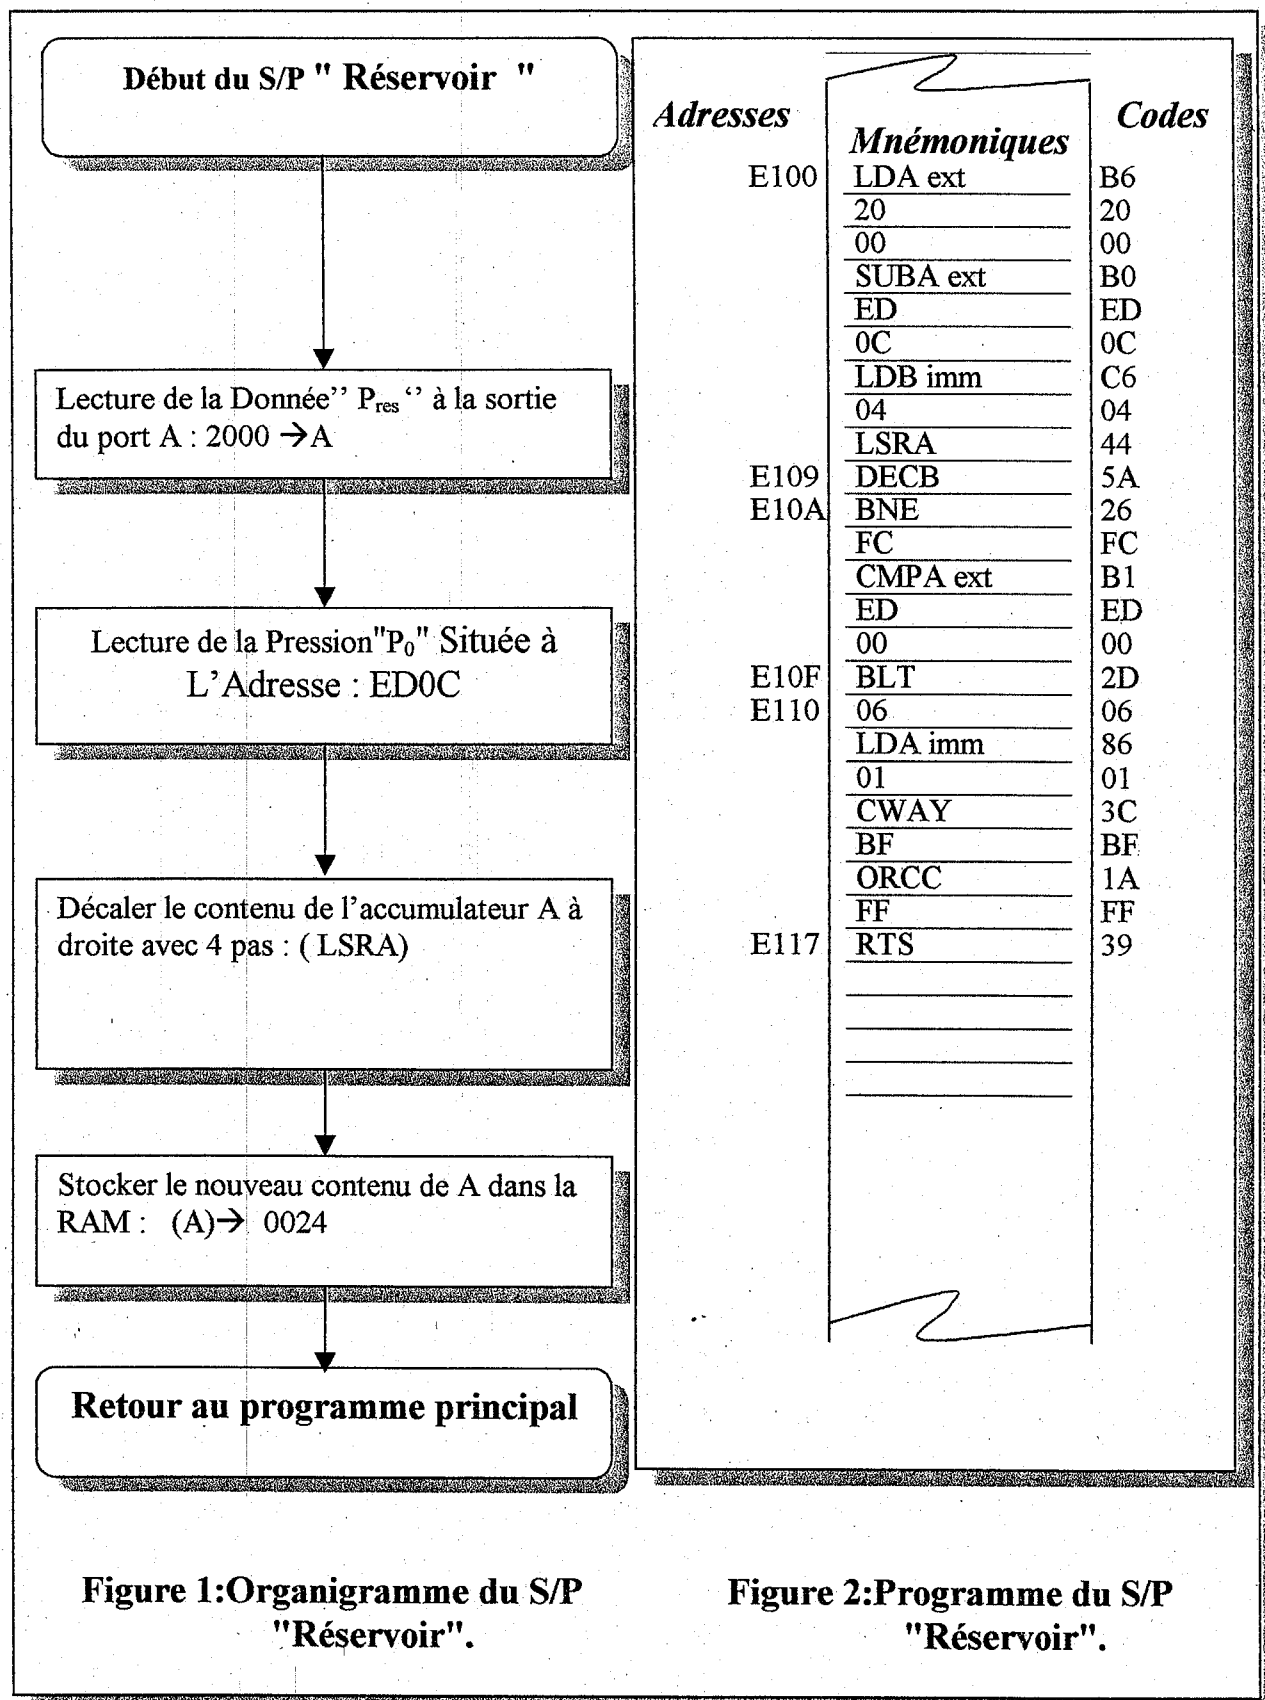 Début du S/P " Réservoir "
Lecture de la Donnée’’ Pres ‘’ à la sortie
du port A : 2000 →A
Lecture de la Pression"P0" Située à
L’Adresse : ED0C
Décaler le contenu de l’accumulateur A à
droite avec 4 pas : ( LSRA)
Stocker le nouveau contenu de A dans la
RAM : (A)→ 0024
Retour au programme principal
Figure 1:Organigramme du S/P
"Réservoir".
Adresses Mnémoniques Codes
E100 LDA ext B6
20 20
00 00
SUBA ext B0
ED ED
0C 0C
LDB imm C6
04 04
LSRA 44
E109 DECB 5A
E10A BNE 26
FC FC
CMPA ext B1
ED ED
00 00
E10F BLT 2D
E110 06 06
LDA imm 86
01 01
CWAY 3C
BF BF
ORCC 1A
FF FF
E117 RTS 39
Figure 2:Programme du S/P
"Réservoir".